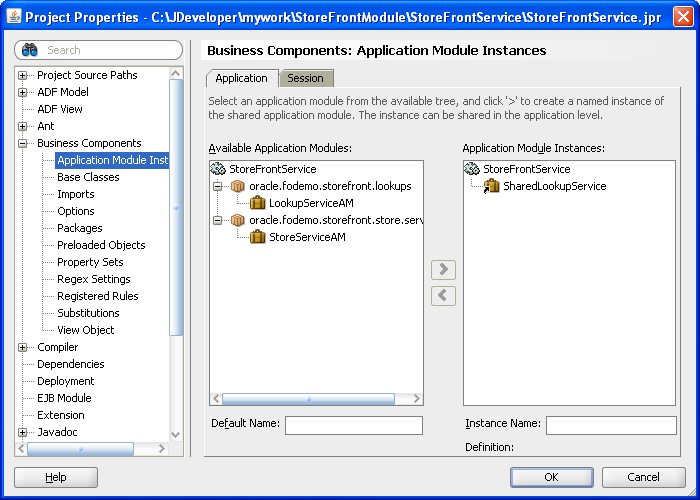 Project Properties - C:\JDeveloper\mywork\StoreFrontModule\StoreFrontService\StoreFrontService.jpr
Search
Project Source Paths
ADF Model
ADF View
Ant
Business Components
Application Module Inst
Base Classes
Imports
Options
Packages
Preloaded Objects
Property Sets
Regex Settings
Registered Rules
Substitutions
View Object
Compiler
Dependencies
Deployment
EJB Module
Extension
Javadoc
Business Components: Application Module Instances
Application
Session
Select an application module from the available tree, and click '>' to create a named instance of
the shared application module. The instance can be shared in the application level.
Available Application Modules:
StoreFrontService
oracle.fodemo.storefront.lookups
LookupServiceAM
oracle.fodemo.storefront.store.serv
StoreServiceAM
Default Name:
Application Module Instances:
StoreFrontService
SharedLookupService
Instance Name:
Definition:
Help
OK
Cancel